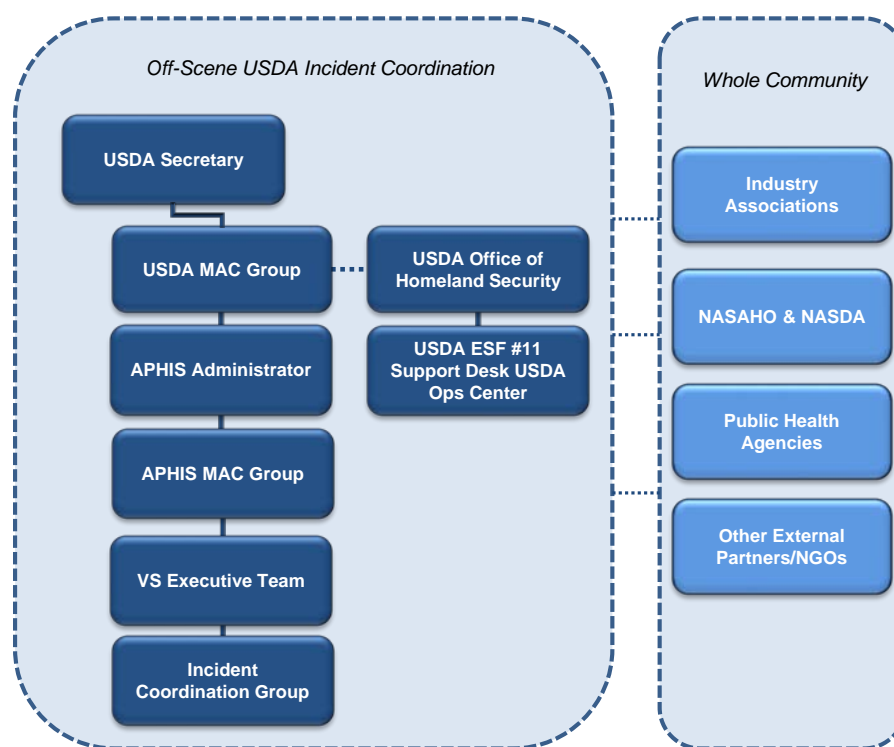 Off-Scene USDA Incident Coordination
USDA Secretary
USDA MAC Group
USDA Office of
Homeland Security
APHIS Administrator
USDA ESF #11
Support Desk USDA
Ops Center
APHIS MAC Group
VS Executive Team
Incident
Coordination Group
Whole Community
Industry
Associations
NASAHO & NASDA
Public Health
Agencies
Other External
Partners/NGOs